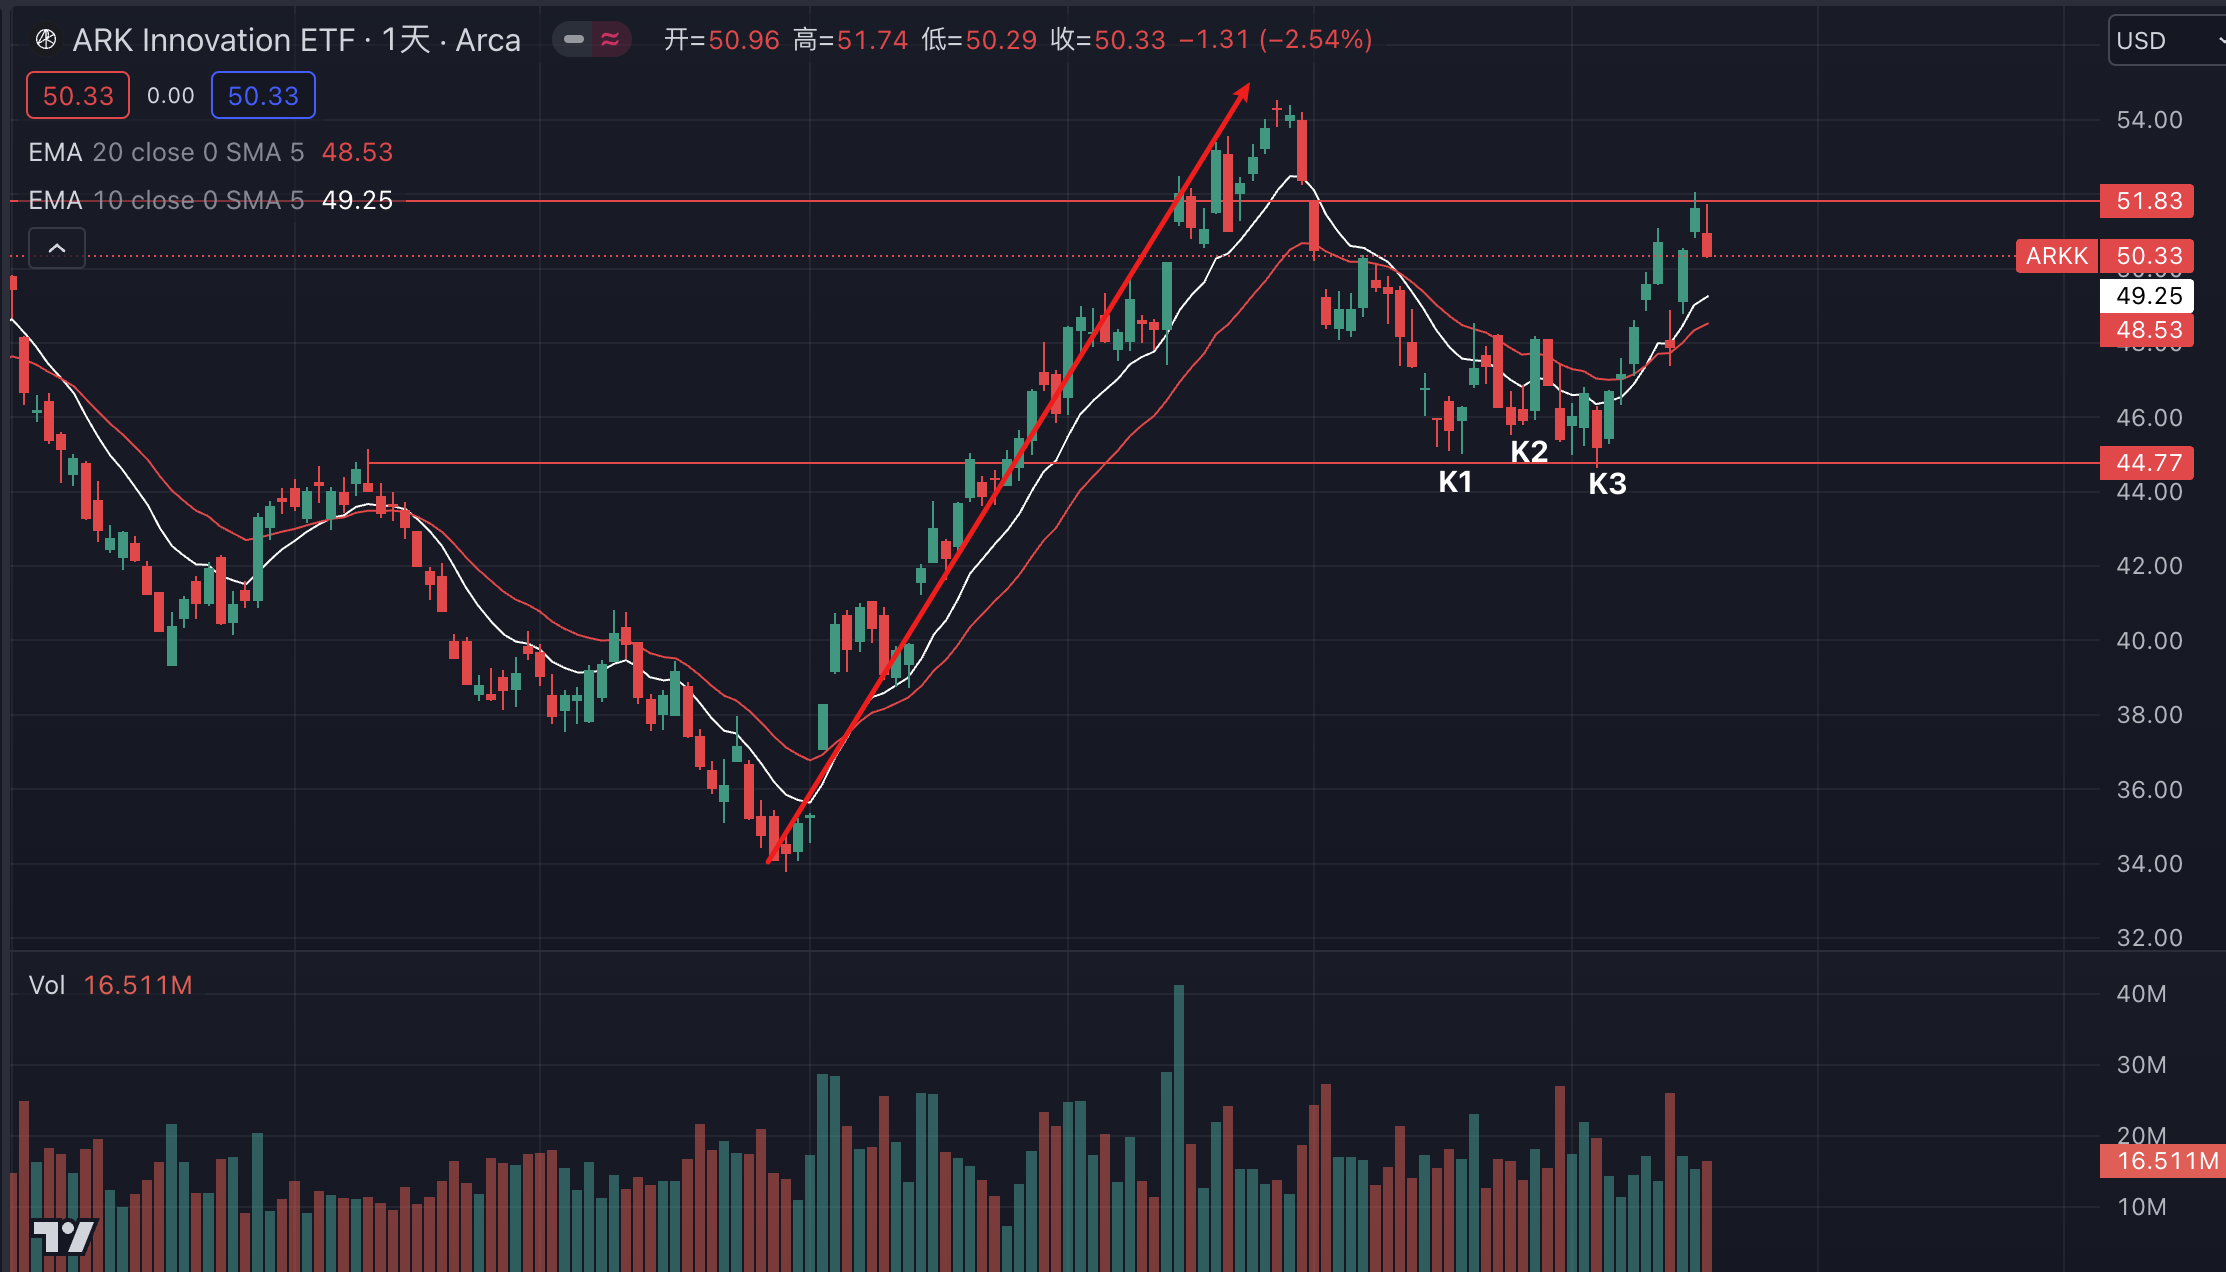 ARK Innovation ETF · 1天 · Arca 开=50.96 高=51.74 低=50.29 收=50.33 −1.31 (−2.54%) USD
50.33 0.00 50.33
54.00
EMA 20 close 0 SMA 5 48.53
EMA 10 close 0 SMA 5 49.25
51.83
ARKK 50.33
49.25
48.53
46.00
K2
44.77
K1 K3
44.00
42.00
40.00
38.00
36.00
34.00
32.00
Vol 16.511M
40M
30M
20M
16.511M
10M
TV